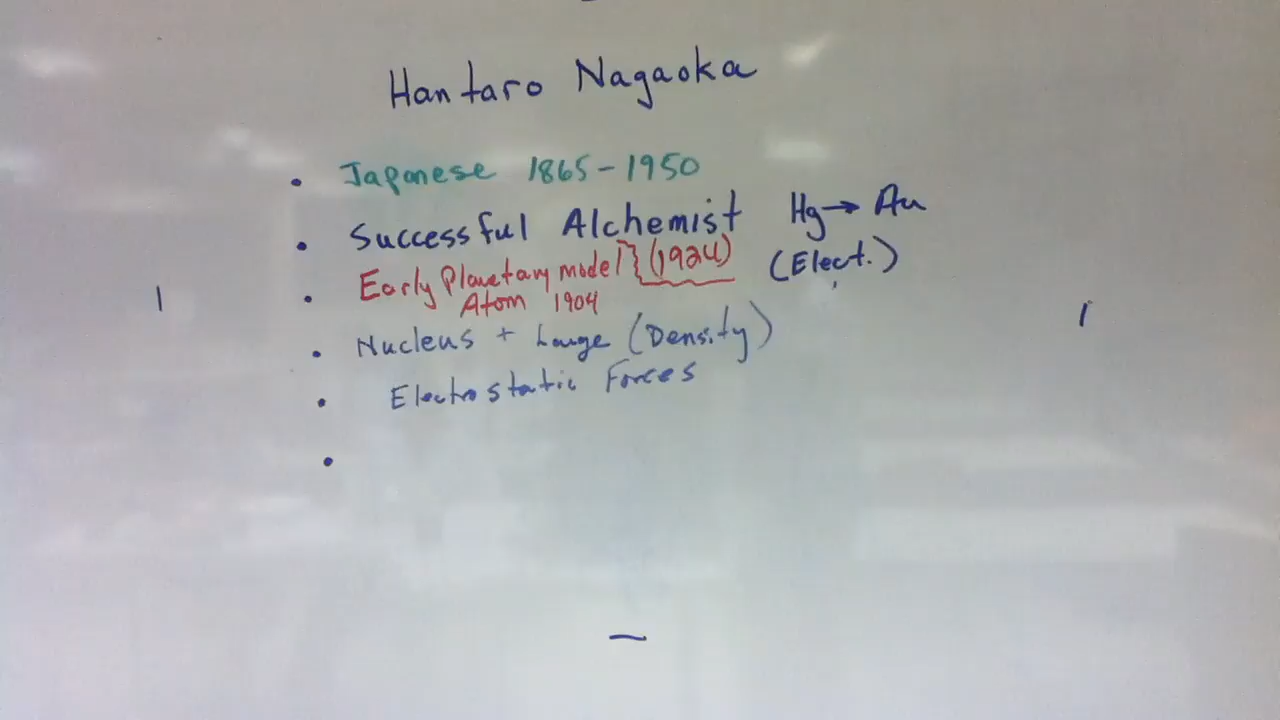 Hantaro Nagaoka
• Japanese 1865-1950
• Successful Alchemist Hg→ Au
• Early Planetary model } (1924) (Elect.)
Atom 1904
• Nucleus + Large (Density)
• Electrostatic Forces
•